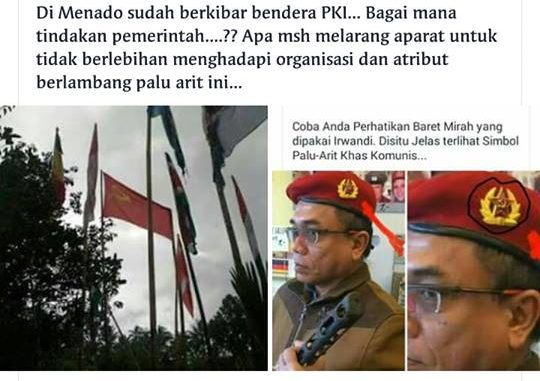 Di Menado sudah berkibar bendera PKI... Bagai mana
tindakan pemerintah....?? Apa msh melarang aparat untuk
tidak berlebihan menghadapi organisasi dan atribut
berlambang palu arit ini...
Coba Anda Perhatikan Baret Mirah yang
dipakai Irwandi. Disitu Jelas terlihat Simbol
Palu-Arit Khas Komunis...